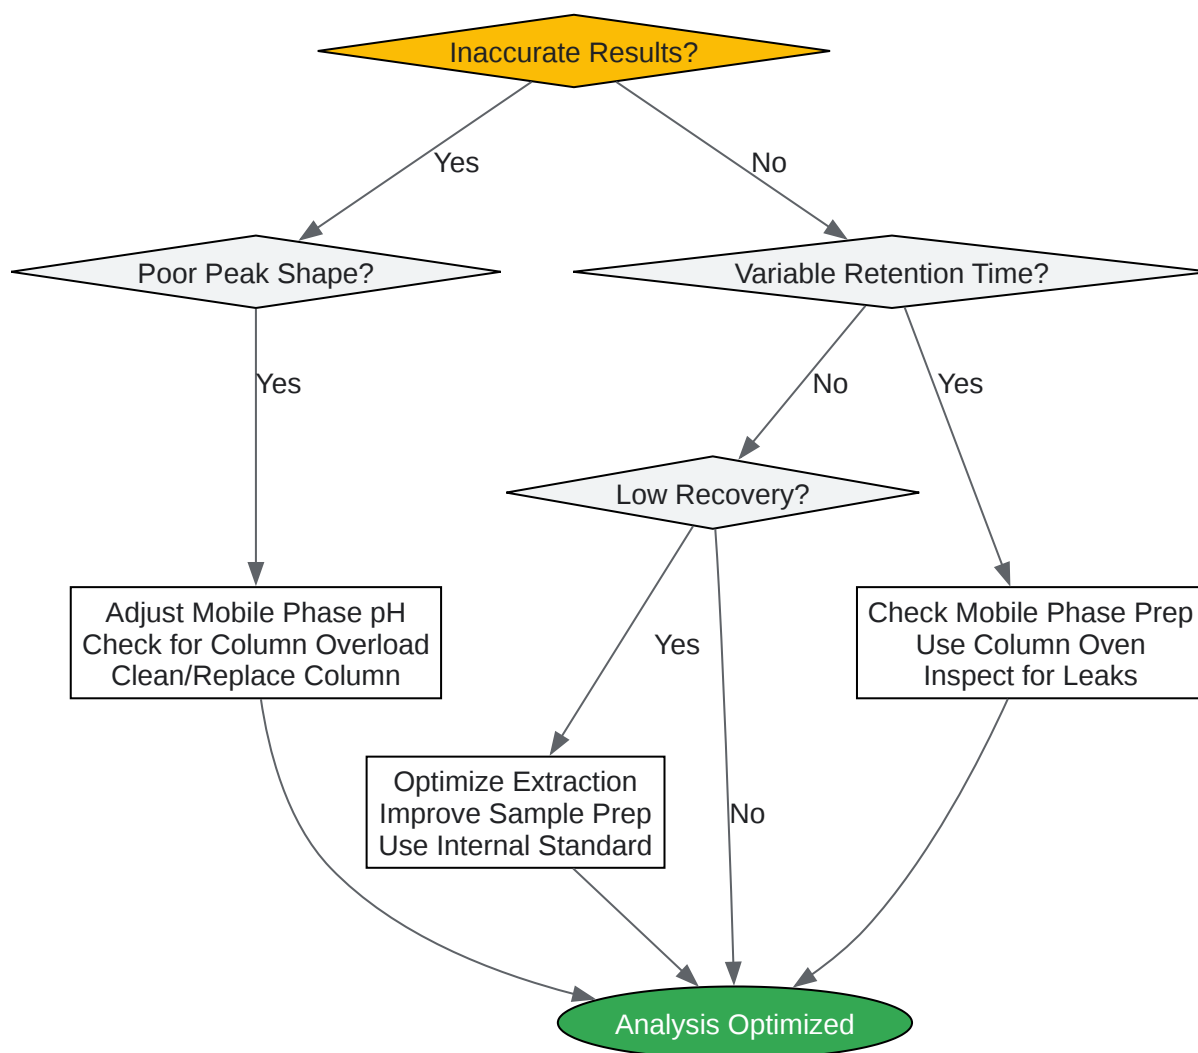 Inaccurate Results?
Yes
No
Poor Peak Shape?
Variable Retention Time?
Yes
No
Yes
Low Recovery?
Adjust Mobile Phase pH
Check for Column Overload
Clean/Replace Column
Check Mobile Phase Prep
Use Column Oven
Inspect for Leaks
Yes
Optimize Extraction
Improve Sample Prep
Use Internal Standard
No
Analysis Optimized